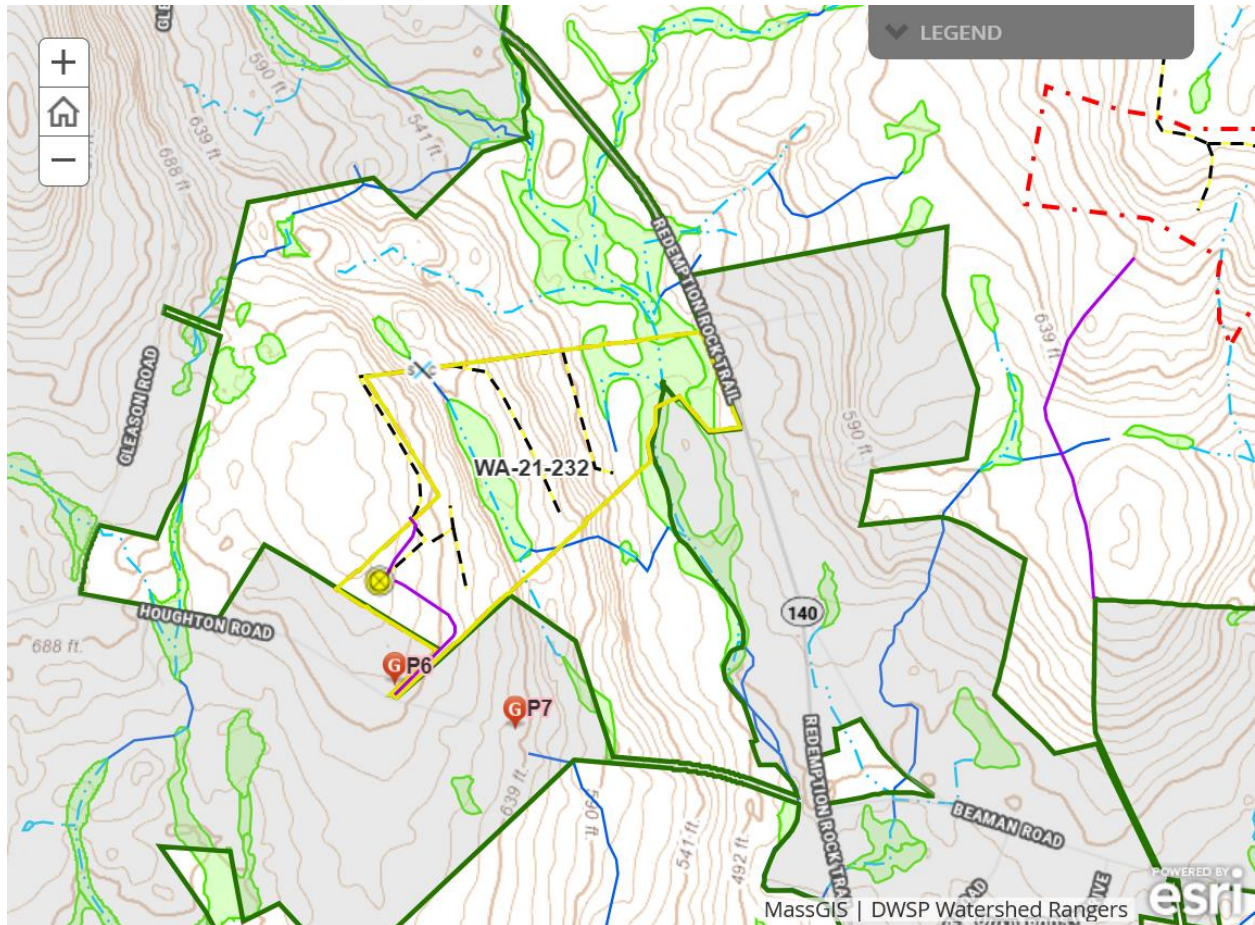 LEGEND
590 ft.
639 ft.
688 ft.
541 ft.
REDEMPTION ROCK TRAIL
639 ft.
GLEASON ROAD
S
C
590 ft.
WA-21-232
HOUGHTON ROAD
140
688 ft.
G P6
G P7
REDEMPTION ROCK TRA
639 ft.
590 ft.
541 ft.
492 ft.
BEAMAN ROAD
POWERED BY
esri
MassGIS | DWSP Watershed Rangers